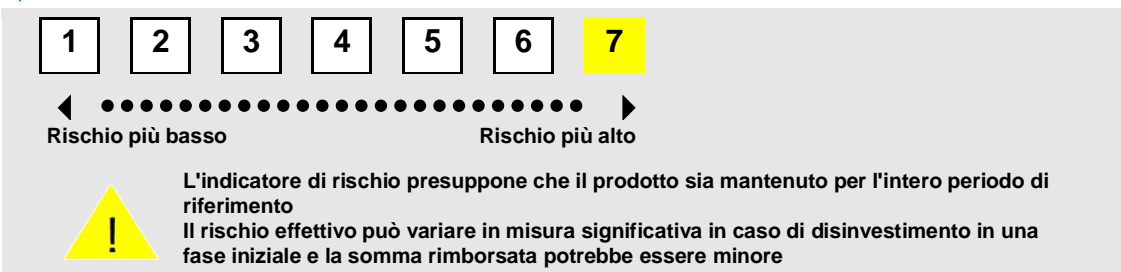 1 2 3 4 5 6 7
Rischio più basso Rischio più alto
L'indicatore di rischio presuppone che il prodotto sia mantenuto per l'intero periodo di
riferimento
Il rischio effettivo può variare in misura significativa in caso di disinvestimento in una
fase iniziale e la somma rimborsata potrebbe essere minore
!